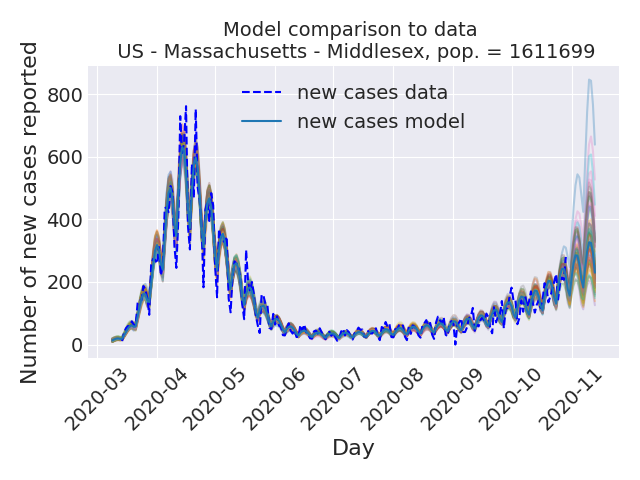 Model comparison to data
US - Massachusetts - Middlesex, pop. = 1611699
new cases data
new cases model
Number of new cases reported
800
600
400
200
0
2020-03
2020-04
2020-05
2020-06
2020-07
2020-08
2020-09
2020-10
2020-11
Day